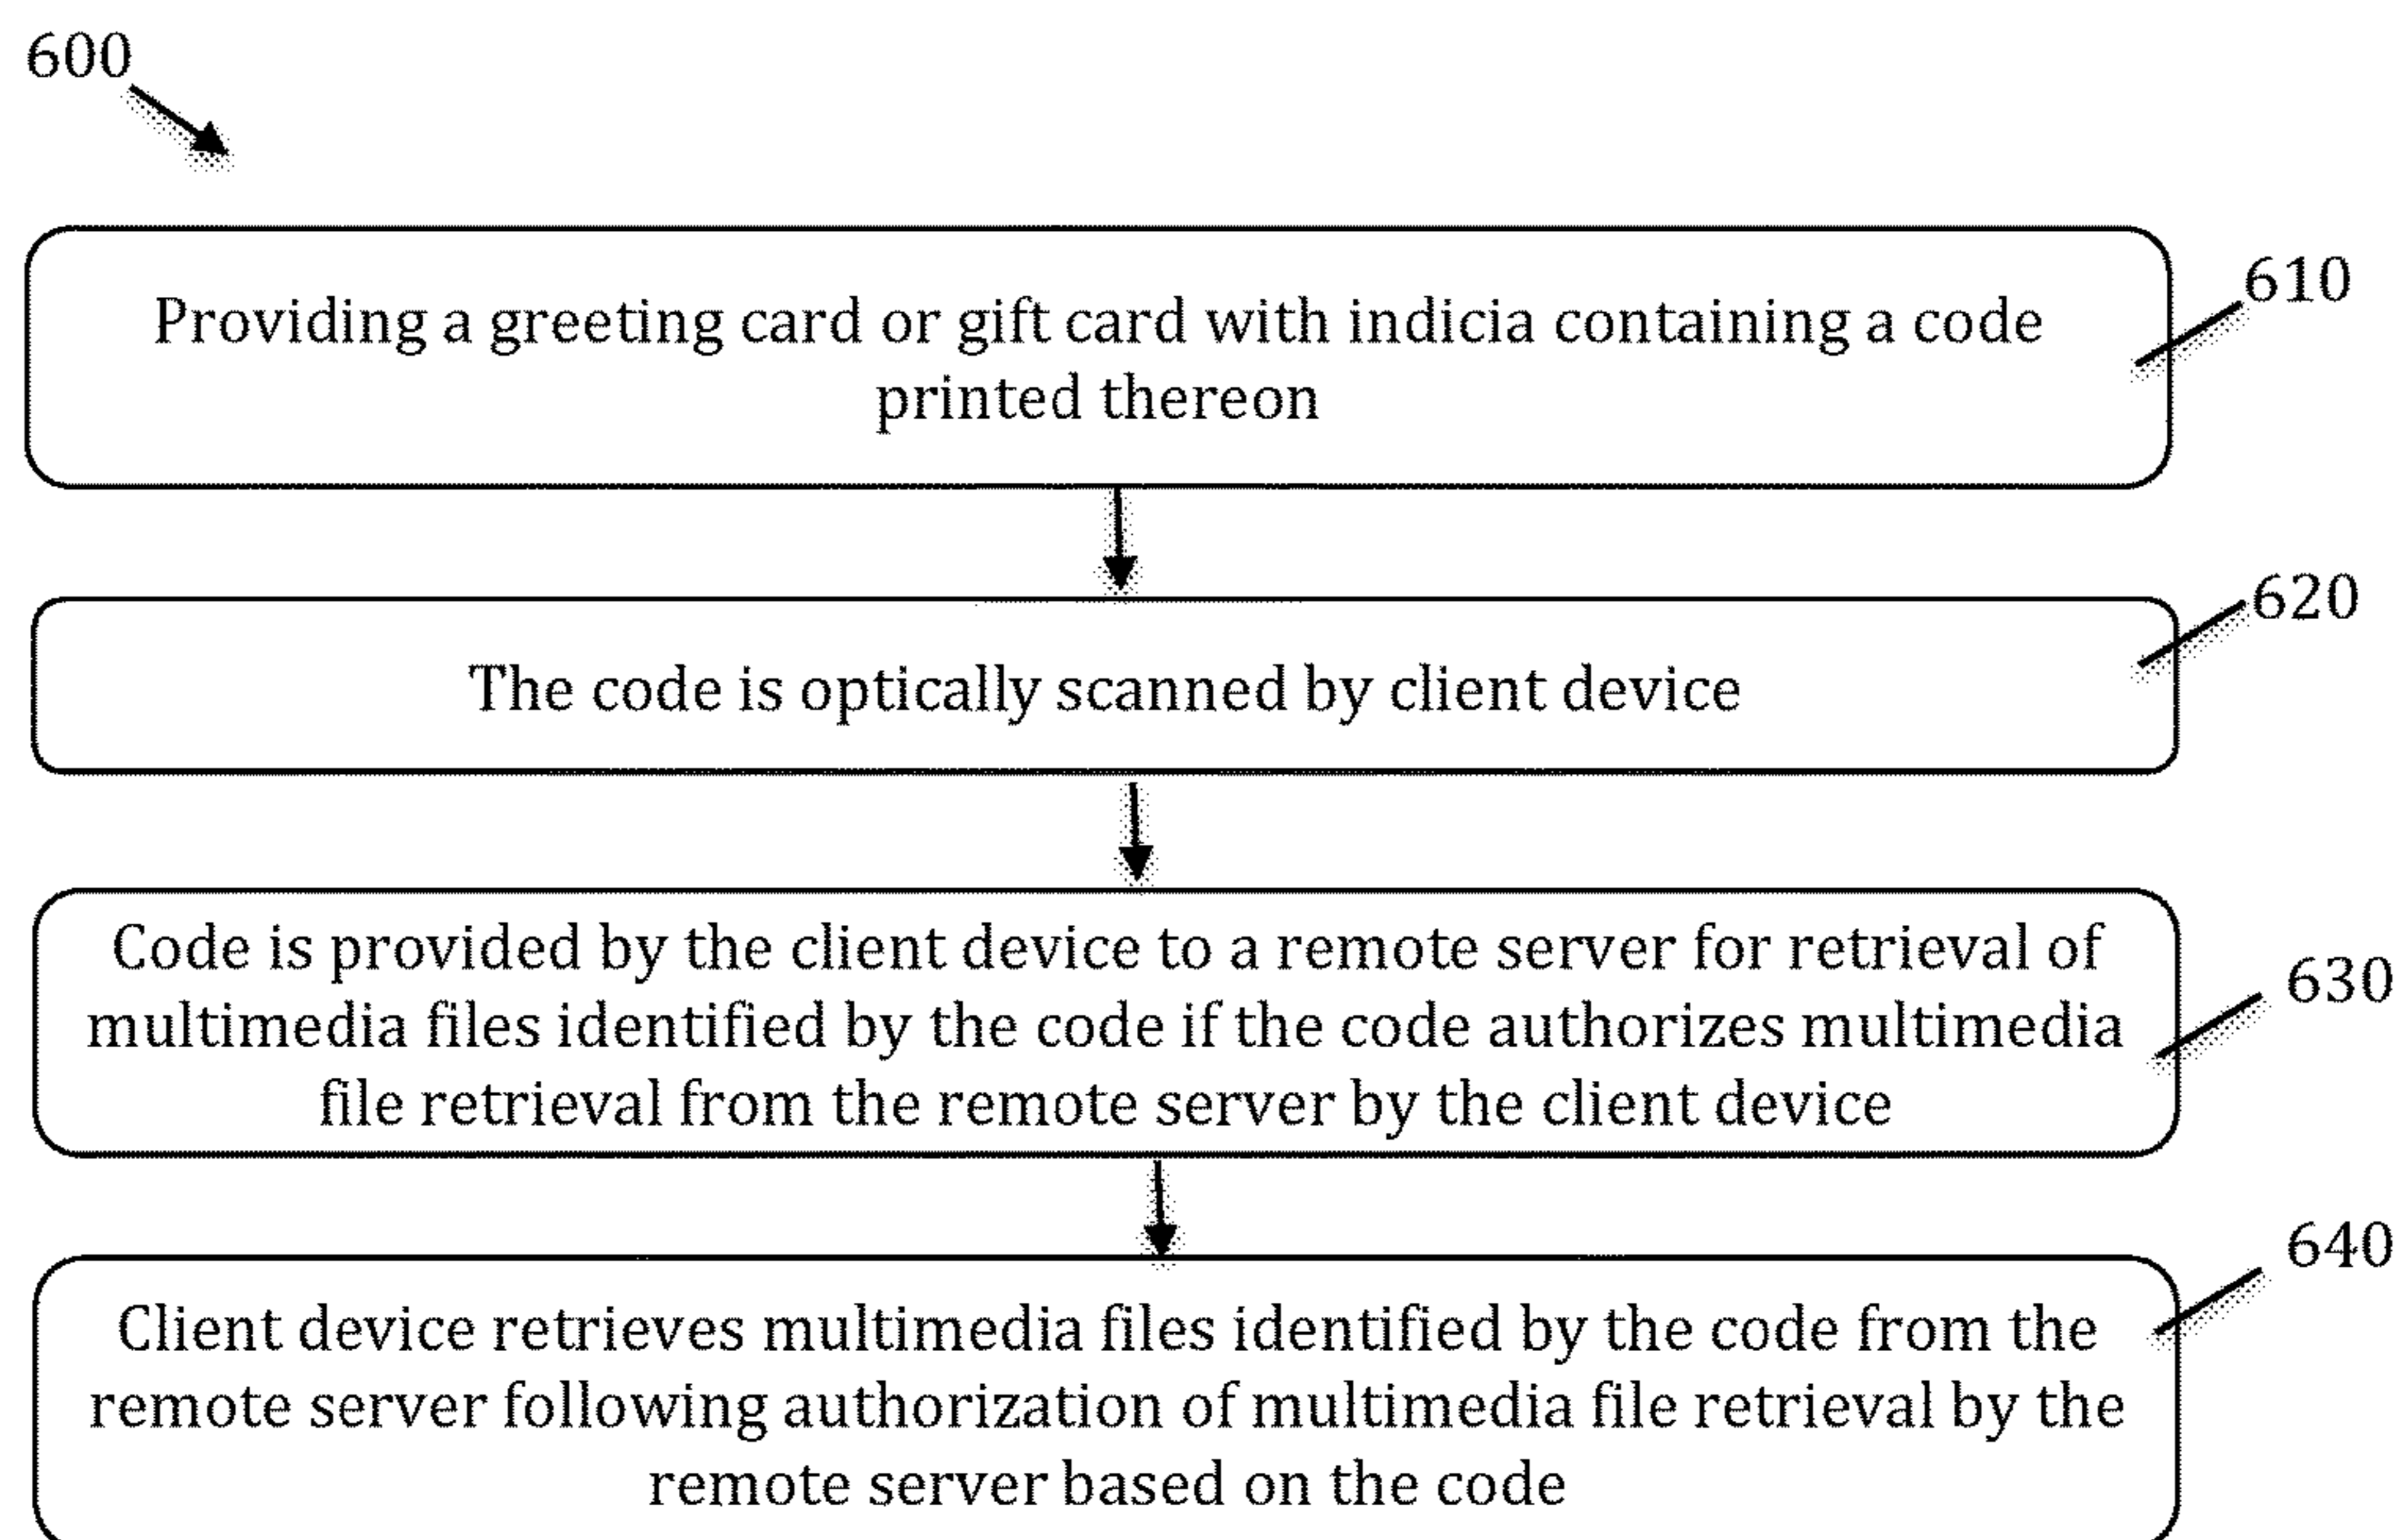 600
Providing a greeting card or gift card with indicia containing a code
printed thereon
610
The code is optically scanned by client device
620
Code is provided by the client device to a remote server for retrieval of
multimedia files identified by the code if the code authorizes multimedia
file retrieval from the remote server by the client device
630
Client device retrieves multimedia files identified by the code from the
remote server following authorization of multimedia file retrieval by the
remote server based on the code
640